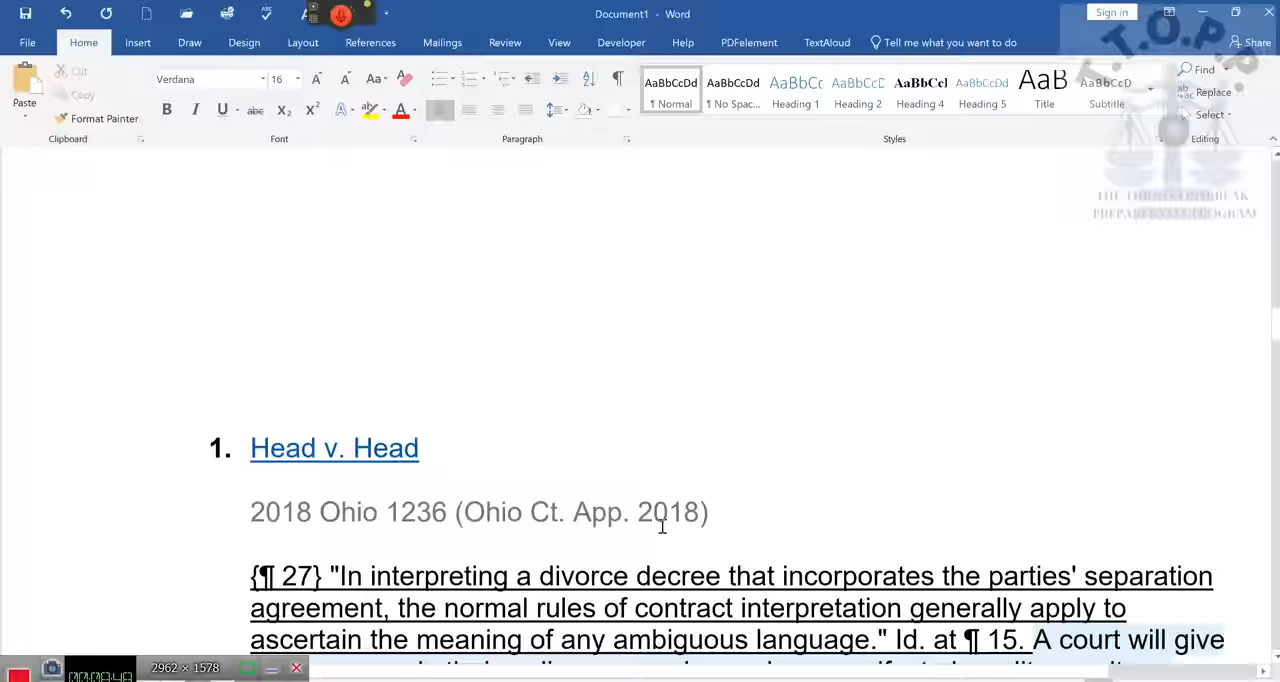 Document1 - Word
Sign in
File Home Insert Draw Design Layout References Mailings Review View Developer Help PDFelement TextAloud Tell me what you want to do Share
Paste
Cut
Copy
Format Painter
Clipboard
Verdana 16
Font
Paragraph
AaBbCcDd AaBbCcDd AaBbCc AaBbCcD AaBbCcI AaBbCcDd AaB AaBbCcD
¶ Normal ¶ No Spac... Heading 1 Heading 2 Heading 4 Heading 5 Title Subtitle
Styles
Find
Replace
Select
Editing
T.O.P.P
PROGRAM
1. Head v. Head
2018 Ohio 1236 (Ohio Ct. App. 2018)
{¶ 27} "In interpreting a divorce decree that incorporates the parties' separation
agreement, the normal rules of contract interpretation generally apply to
ascertain the meaning of any ambiguous language." Id. at ¶ 15. A court will give
2962 × 1578